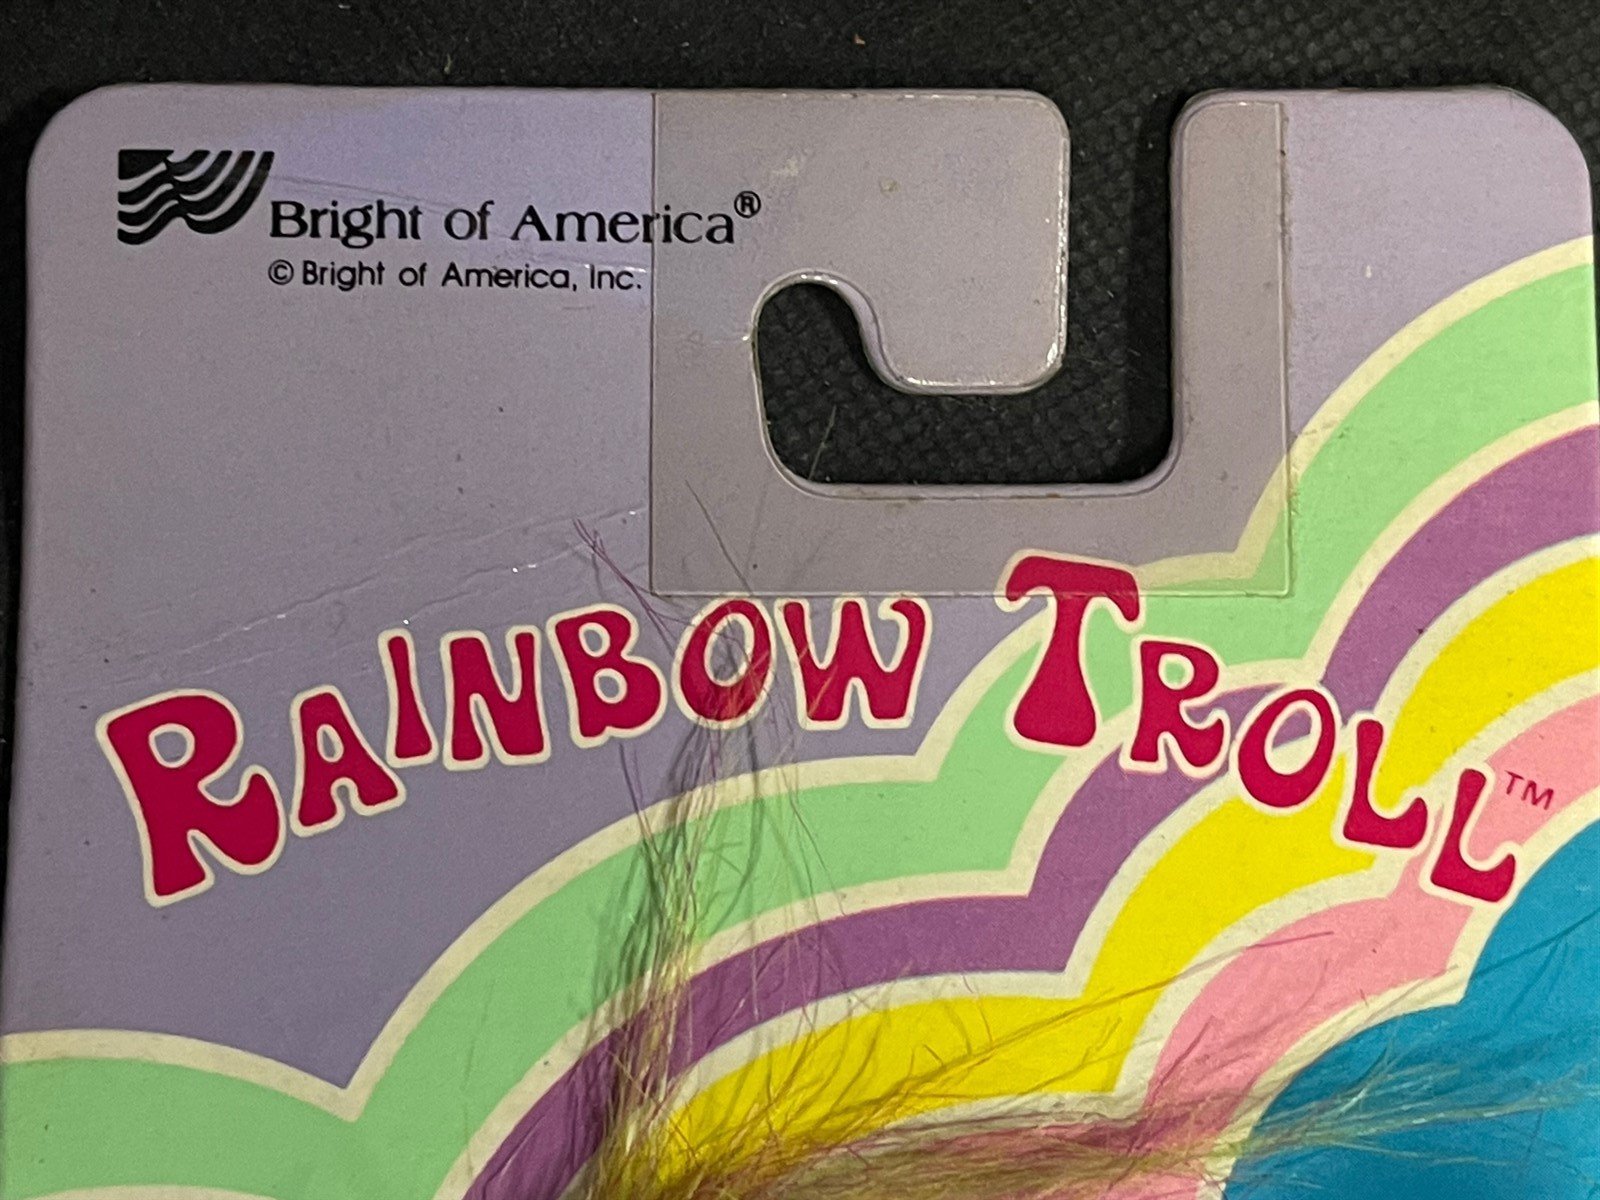 Bright of America®
© Bright of America, Inc.
RAINBOW TROLL™